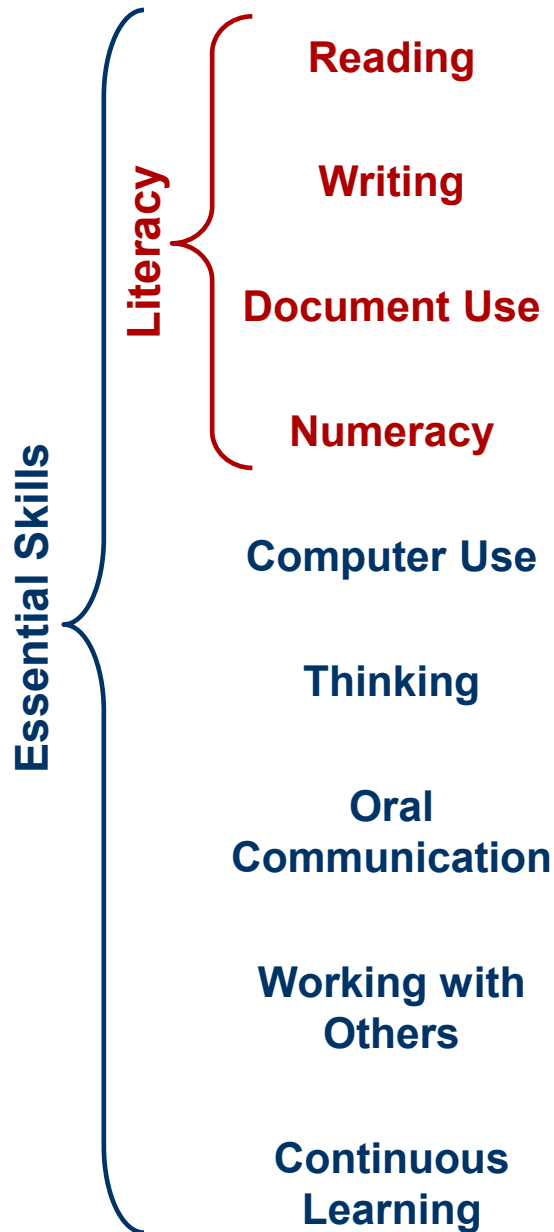 Essential Skills
Literacy
Reading
Writing
Document Use
Numeracy
Computer Use
Thinking
Oral
Communication
Working with
Others
Continuous
Learning